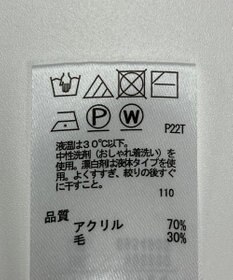 P W P22T
液温は30℃以下。
中性洗剤（おしゃれ着洗い）を
使用。漂白剤は液体タイプを使
用。よくすすぎ、絞りの後すぐ
に干すこと。
110
品質
アクリル 70%
毛 30%